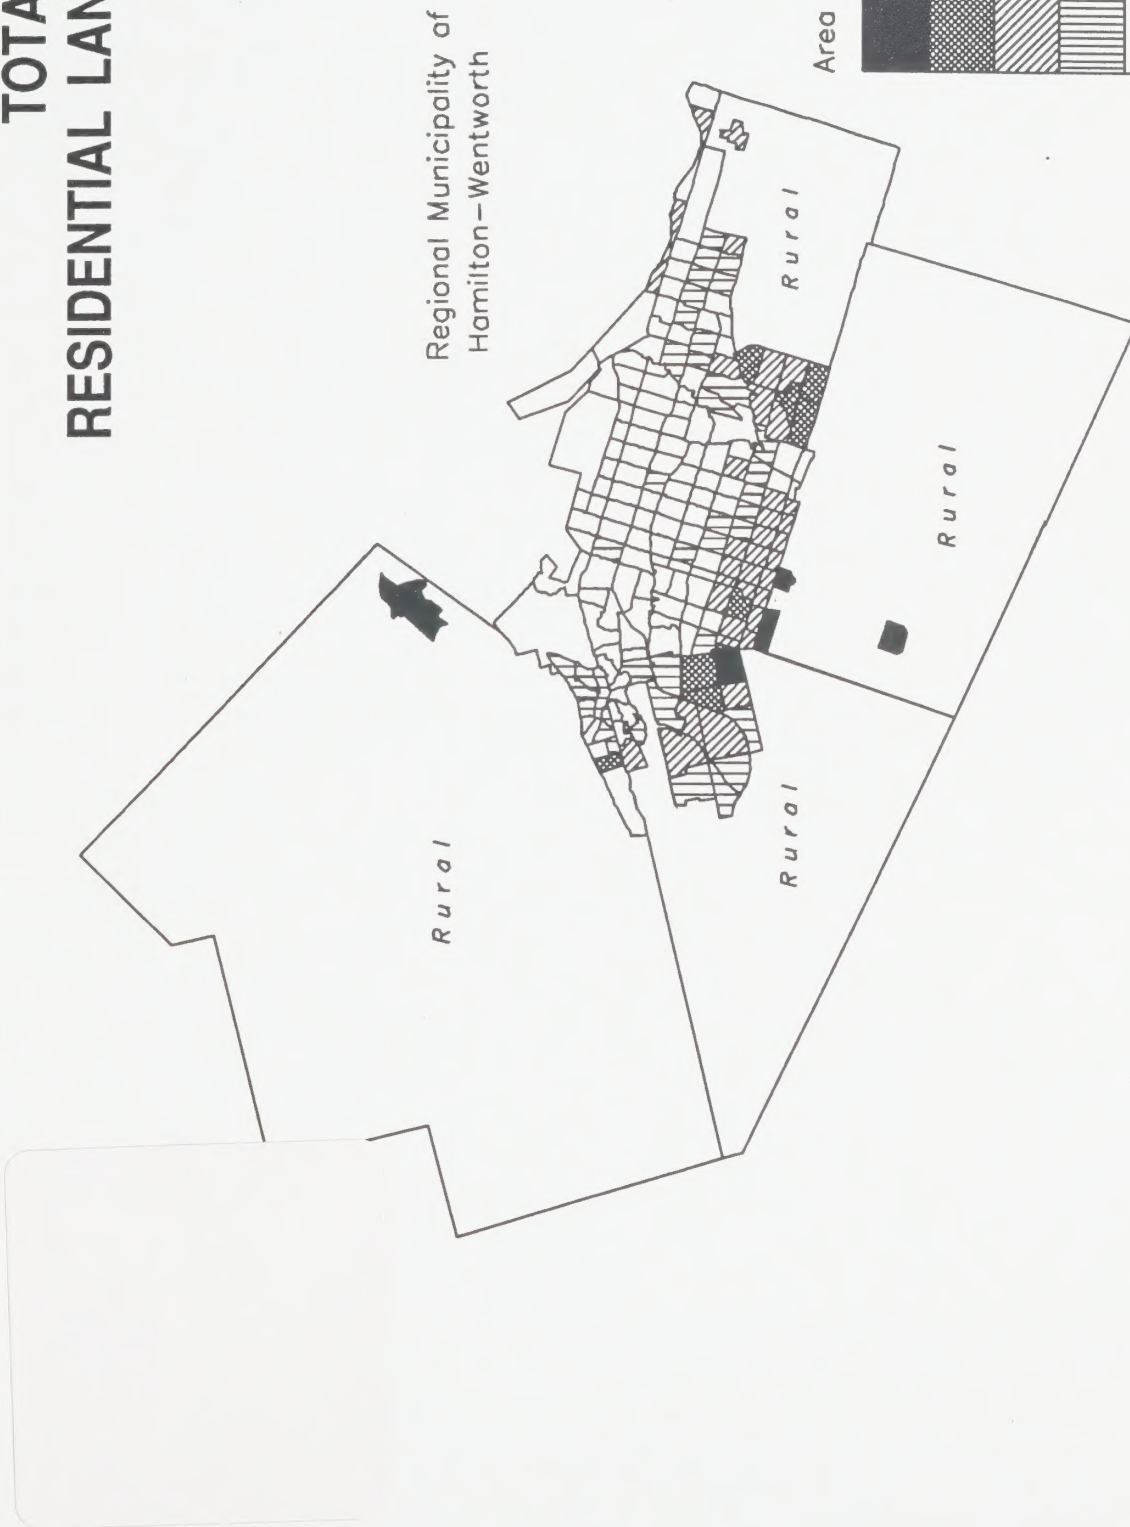 TOTA
RESIDENTIAL LAN
Regional Municipality of
Hamilton-Wentworth
Area
Rural
Rural
Rural
Rural